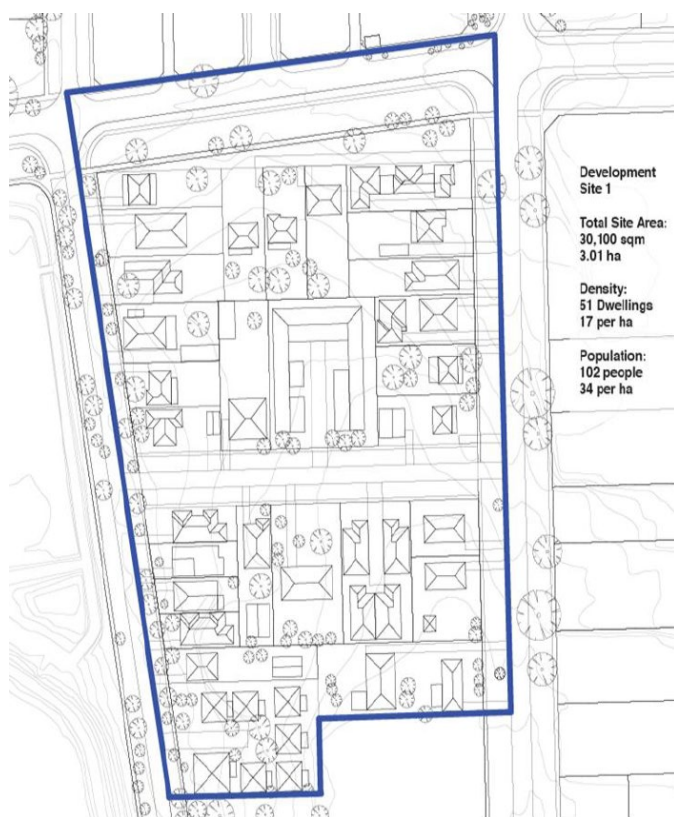 Development
Site 1
Total Site Area:
30,100 sqm
3.01 ha
Density:
51 Dwellings
17 per ha
Population:
102 people
34 per ha